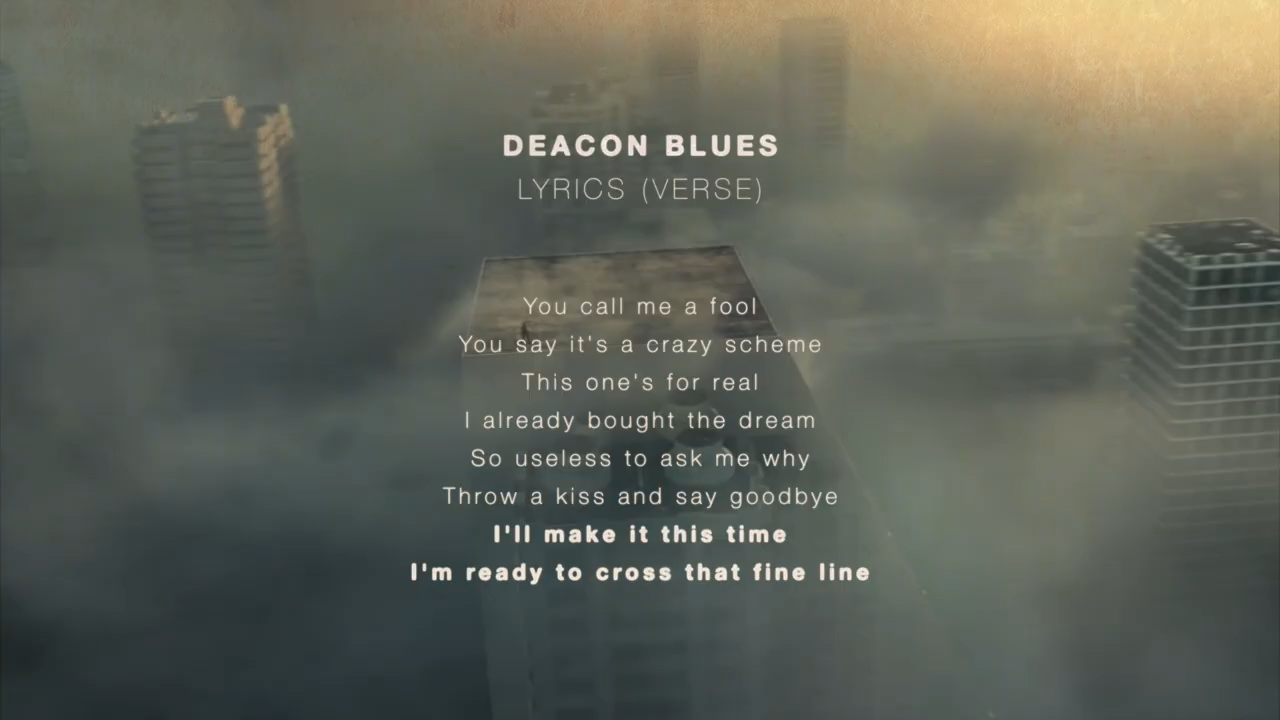 DEACON BLUES
LYRICS (VERSE)
You call me a fool
You say it's a crazy scheme
This one's for real
I already bought the dream
So useless to ask me why
Throw a kiss and say goodbye
I'll make it this time
I'm ready to cross that fine line